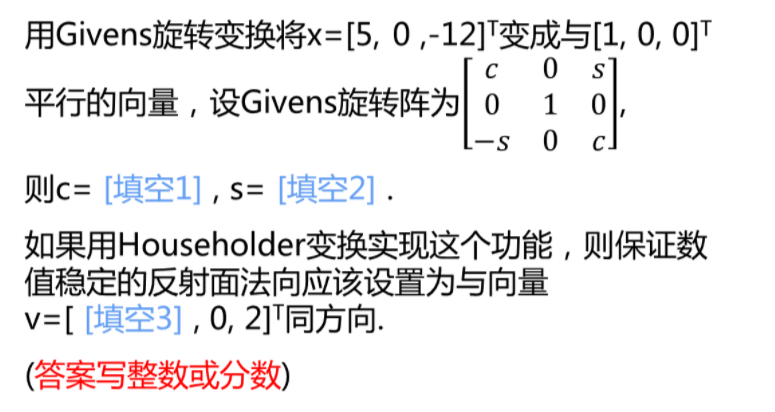 用Givens旋转变换将x=[5, 0 ,-12]ᵀ变成与[1, 0, 0]ᵀ
平行的向量，设Givens旋转阵为[c 0 s; 0 1 0; -s 0 c],
则c= [填空1] , s= [填空2] .
如果用Householder变换实现这个功能，则保证数
值稳定的反射面法向应该设置为与向量
v=[ [填空3] , 0, 2]ᵀ同方向.
(答案写整数或分数)